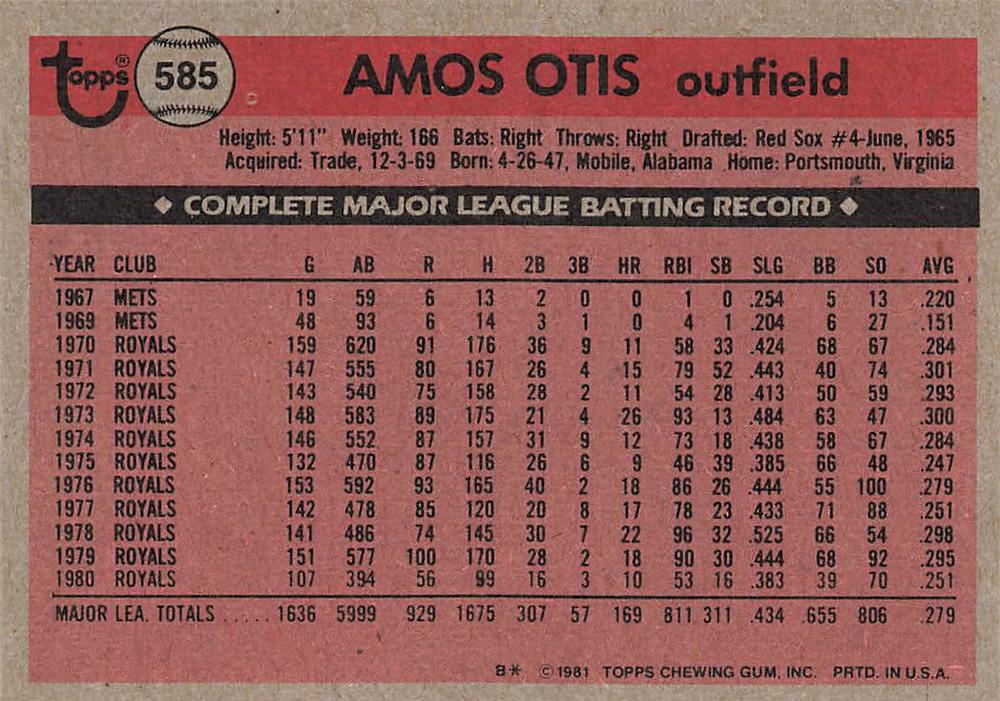 topps® 585 AMOS OTIS outfield
Height: 5'11" Weight: 166 Bats: Right Throws: Right Drafted: Red Sox #4-June, 1965
Acquired: Trade, 12-3-69 Born: 4-26-47, Mobile, Alabama Home: Portsmouth, Virginia
◆ COMPLETE MAJOR LEAGUE BATTING RECORD ◆
YEAR CLUB G AB R H 2B 3B HR RBI SB SLG BB SO AVG
1967 METS 19 59 6 13 2 0 0 1 0 .254 5 13 .220
1969 METS 48 93 6 14 3 1 0 4 1 .204 6 27 .151
1970 ROYALS 159 620 91 176 36 9 11 58 33 .424 68 67 .284
1971 ROYALS 147 555 80 167 26 4 15 79 52 .443 40 74 .301
1972 ROYALS 143 540 75 158 28 2 11 54 28 .413 50 59 .293
1973 ROYALS 148 583 89 175 21 4 26 93 13 .484 63 47 .300
1974 ROYALS 146 552 87 157 31 9 12 73 18 .438 58 67 .284
1975 ROYALS 132 470 87 116 26 6 9 46 39 .385 66 48 .247
1976 ROYALS 153 592 93 165 40 2 18 86 26 .444 55 100 .279
1977 ROYALS 142 478 85 120 20 8 17 78 23 .433 71 88 .251
1978 ROYALS 141 486 74 145 30 7 22 96 32 .525 66 54 .298
1979 ROYALS 151 577 100 170 28 2 18 90 30 .444 68 92 .295
1980 ROYALS 107 394 56 99 16 3 10 53 16 .383 39 70 .251
MAJOR LEA. TOTALS ..... 1636 5999 929 1675 307 57 169 811 311 .434 655 806 .279
B* © 1981 TOPPS CHEWING GUM, INC. PRTD. IN U.S.A.